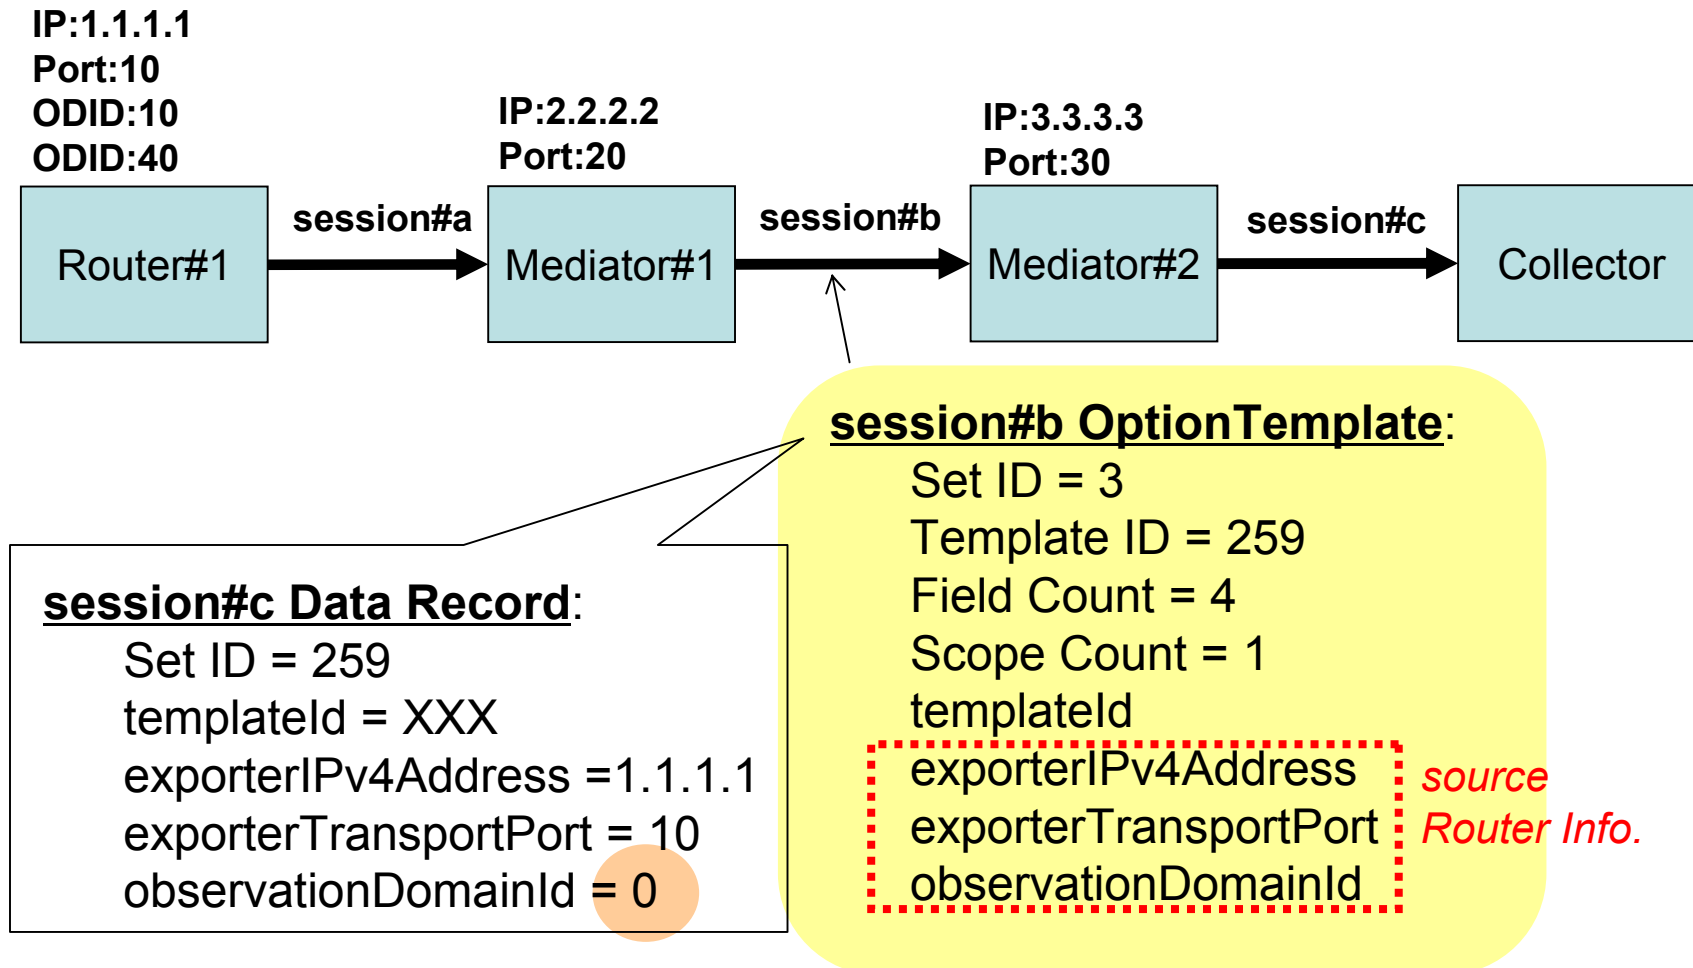 IP:1.1.1.1
Port:10
ODID:10
ODID:40
IP:2.2.2.2
Port:20
IP:3.3.3.3
Port:30
Router#1
session#a
Mediator#1
session#b
Mediator#2
session#c
Collector
session#b OptionTemplate:
Set ID = 3
Template ID = 259
Field Count = 4
Scope Count = 1
templateId
exporterIPv4Address
exporterTransportPort
observationDomainId
source
Router Info.
session#c Data Record:
Set ID = 259
templateId = XXX
exporterIPv4Address =1.1.1.1
exporterTransportPort = 10
observationDomainId = 0